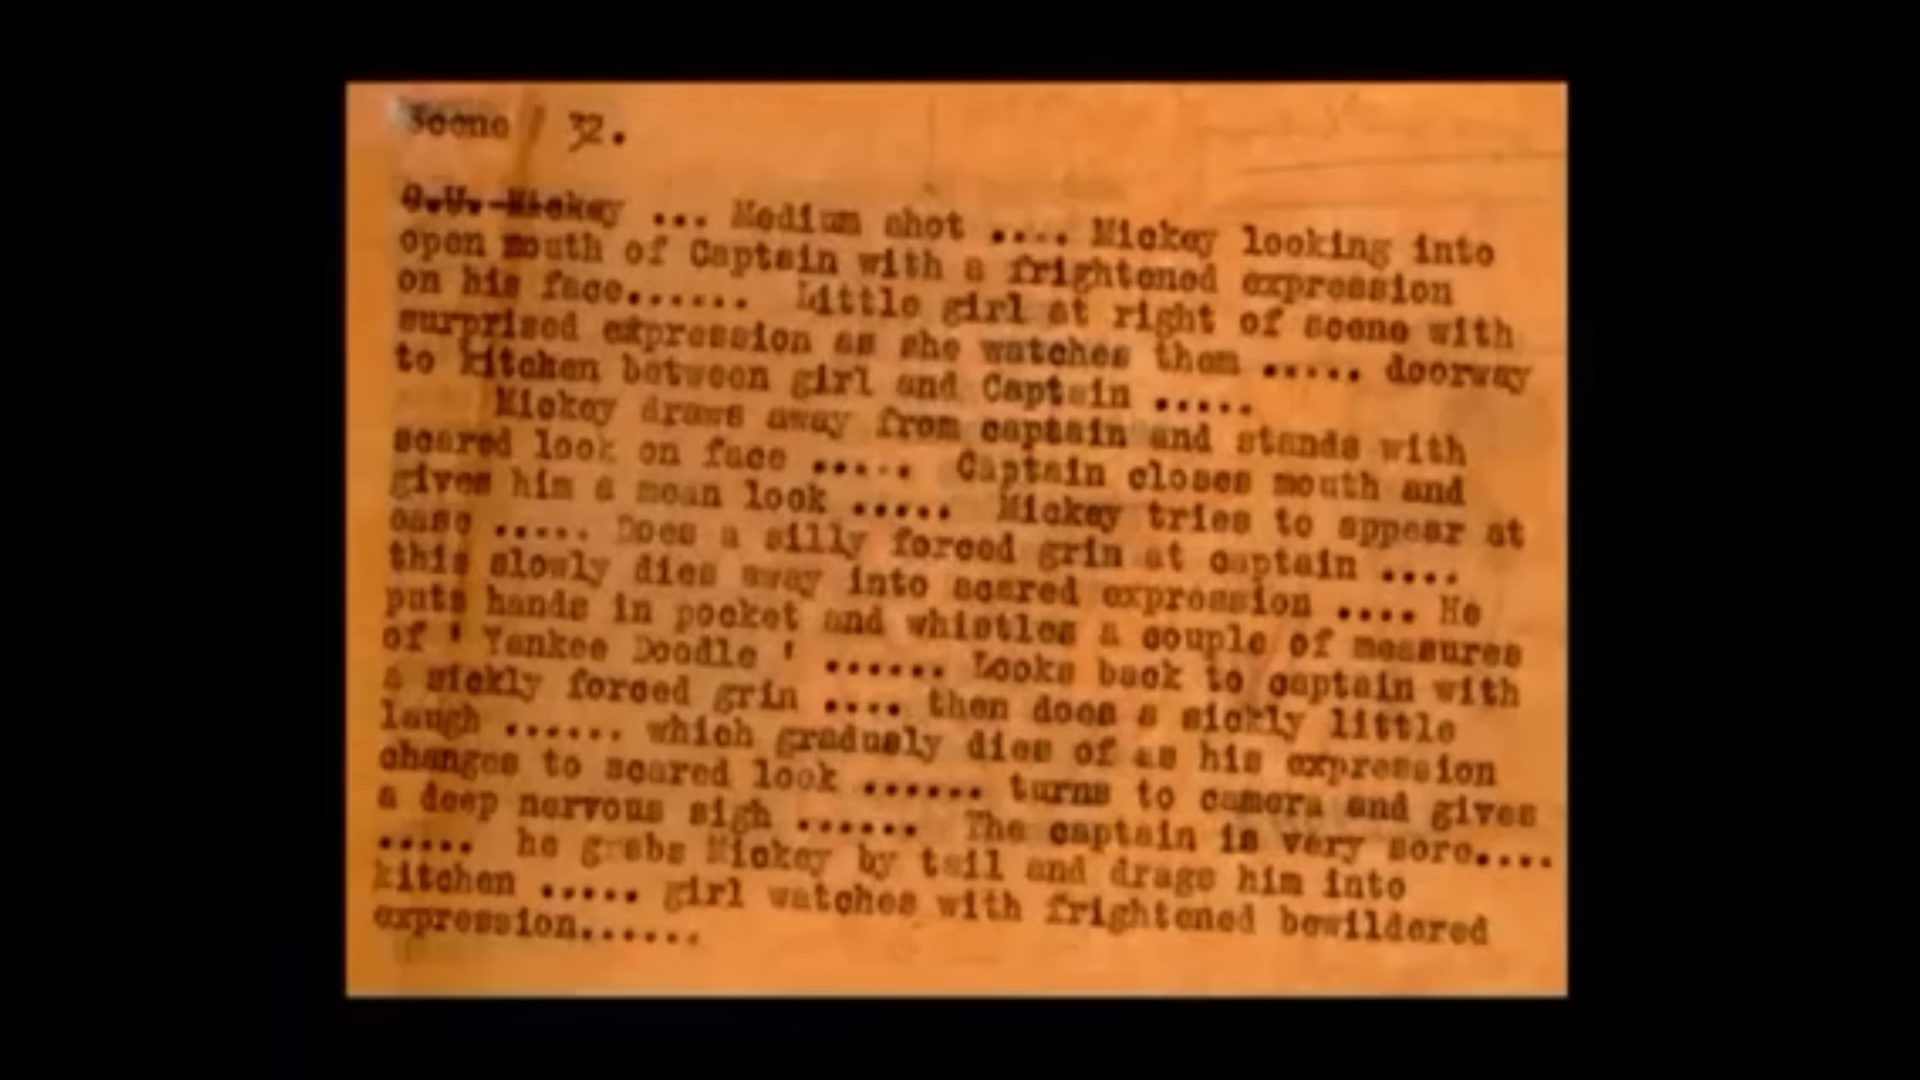 Scene / 32.
C.U. Mickey ... Medium shot .... Mickey looking into
open mouth of Captain with a frightened expression
on his face...... Little girl at right of scene with
surprised expression as she watches them ..... doorway
to kitchen between girl and Captain .....
Mickey draws away from captain and stands with
scared look on face ..... Captain closes mouth and
gives him a mean look ..... Mickey tries to appear at
ease ..... Does a silly forced grin at captain ....
this slowly dies away into scared expression .... He
puts hands in pocket and whistles a couple of measures
of ' Yankee Doodle ' ...... Looks back to captain with
a sickly forced grin .... then does a sickly little
laugh ...... which gradusly dies of as his expression
changes to scared look ...... turns to camera and gives
a deep nervous sigh ...... The captain is very sore....
..... he grabs Mickey by tail and drags him into
kitchen ..... girl watches with frightened bewildered
expression......